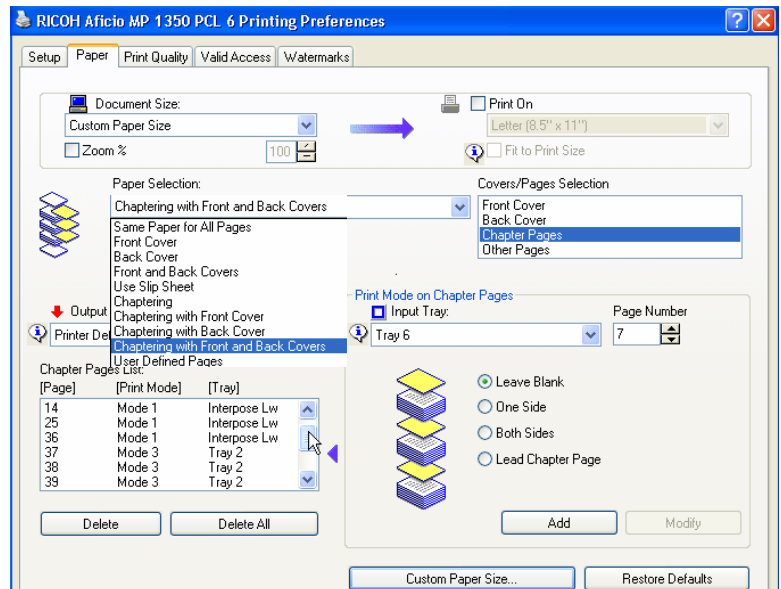 RICOH Aficio MP 1350 PCL 6 Printing Preferences
Setup Paper Print Quality Valid Access Watermarks
Document Size:
Custom Paper Size
Zoom %
100
Print On
Letter (8.5" x 11")
Fit to Print Size
Paper Selection:
Chaptering with Front and Back Covers
Same Paper for All Pages
Front Cover
Back Cover
Front and Back Covers
Use Slip Sheet
Chaptering
Chaptering with Front Cover
Chaptering with Back Cover
Chaptering with Front and Back Covers
User Defined Pages
Covers/Pages Selection
Front Cover
Back Cover
Chapter Pages
Other Pages
Output
Printer De
Print Mode on Chapter Pages
Input Tray:
Tray 6
Page Number
7
Leave Blank
One Side
Both Sides
Lead Chapter Page
Add
Modify
Chapter Pages List:
[Page] [Print Mode] [Tray]
14 Mode 1 Interpose Lw
25 Mode 1 Interpose Lw
36 Mode 1 Interpose Lw
37 Mode 3 Tray 2
38 Mode 3 Tray 2
39 Mode 3 Tray 2
Delete
Delete All
Custom Paper Size...
Restore Defaults